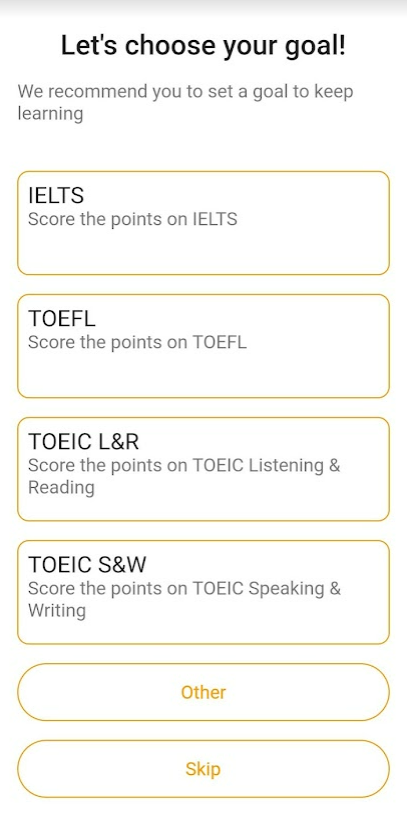 Let's choose your goal!
We recommend you to set a goal to keep
learning
IELTS
Score the points on IELTS
TOEFL
Score the points on TOEFL
TOEIC L&R
Score the points on TOEIC Listening &
Reading
TOEIC S&W
Score the points on TOEIC Speaking &
Writing
Other
Skip